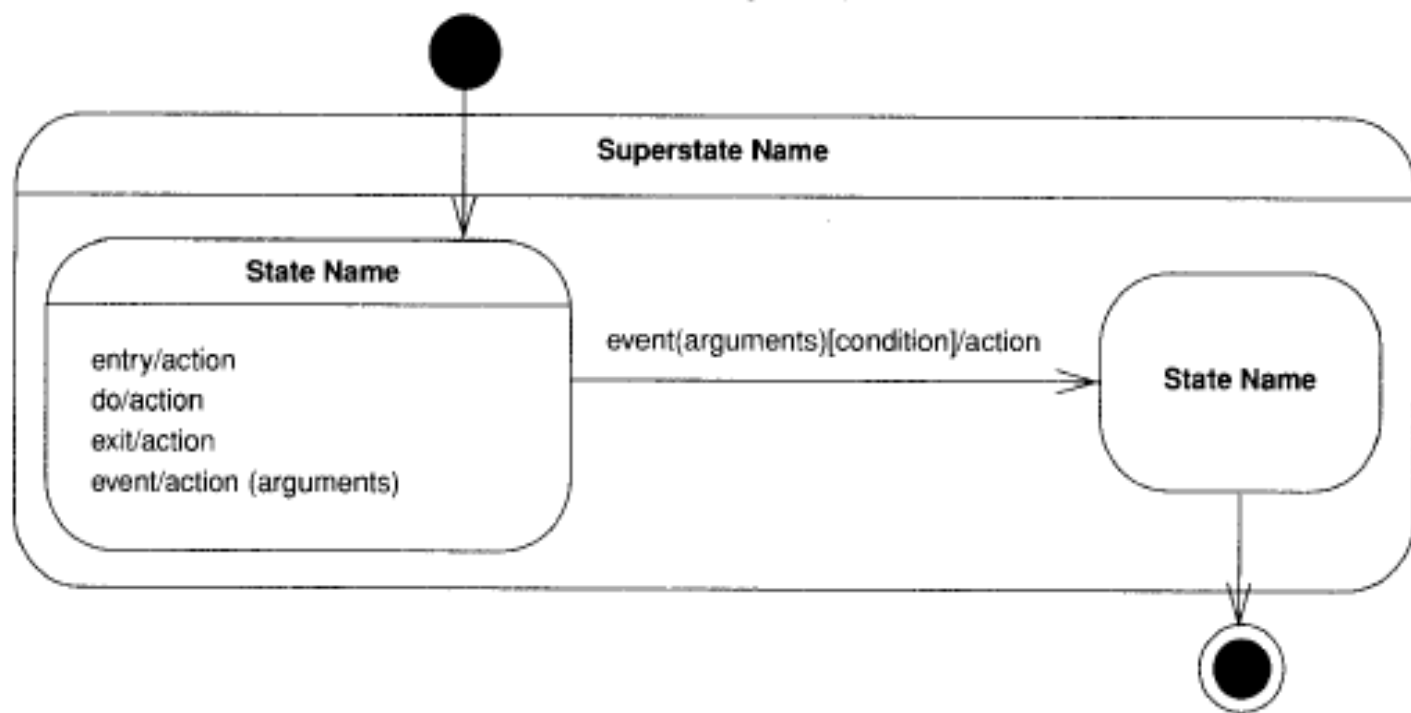 Superstate Name
State Name
entry/action
do/action
exit/action
event/action (arguments)
event(arguments)[condition]/action
State Name